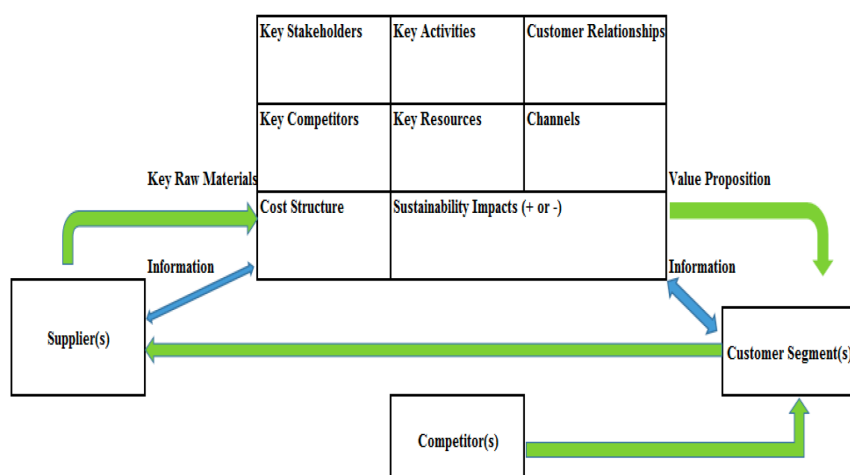 Key Stakeholders
Key Activities
Customer Relationships
Key Competitors
Key Resources
Channels
Key Raw Materials
Value Proposition
Cost Structure
Sustainability Impacts (+ or -)
Information
Information
Supplier(s)
Customer Segment(s)
Competitor(s)